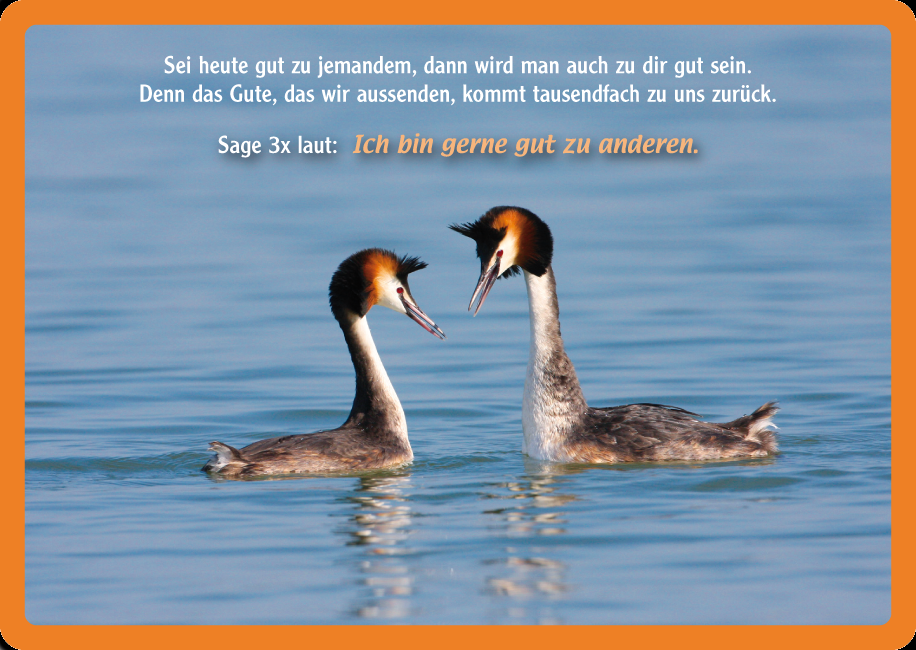 Sei heute gut zu jemandem, dann wird man auch zu dir gut sein.
Denn das Gute, das wir aussenden, kommt tausendfach zu uns zurück.
Sage 3x laut: Ich bin gerne gut zu anderen.